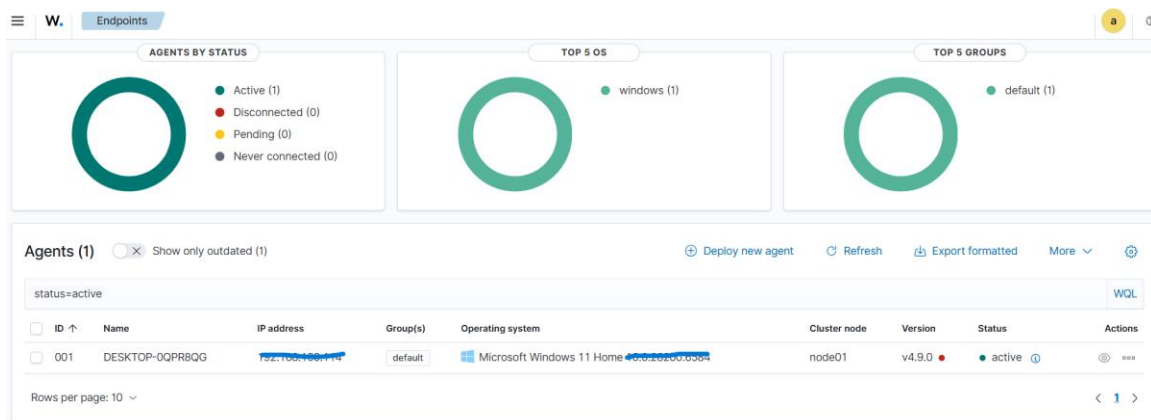 W. Endpoints a
AGENTS BY STATUS
Active (1)
Disconnected (0)
Pending (0)
Never connected (0)
TOP 5 OS
windows (1)
TOP 5 GROUPS
default (1)
Agents (1) Show only outdated (1) Deploy new agent Refresh Export formatted More
status=active WQL
ID Name IP address Group(s) Operating system Cluster node Version Status Actions
001 DESKTOP-0QPR8QG default Microsoft Windows 11 Home node01 v4.9.0 active
Rows per page: 10 1